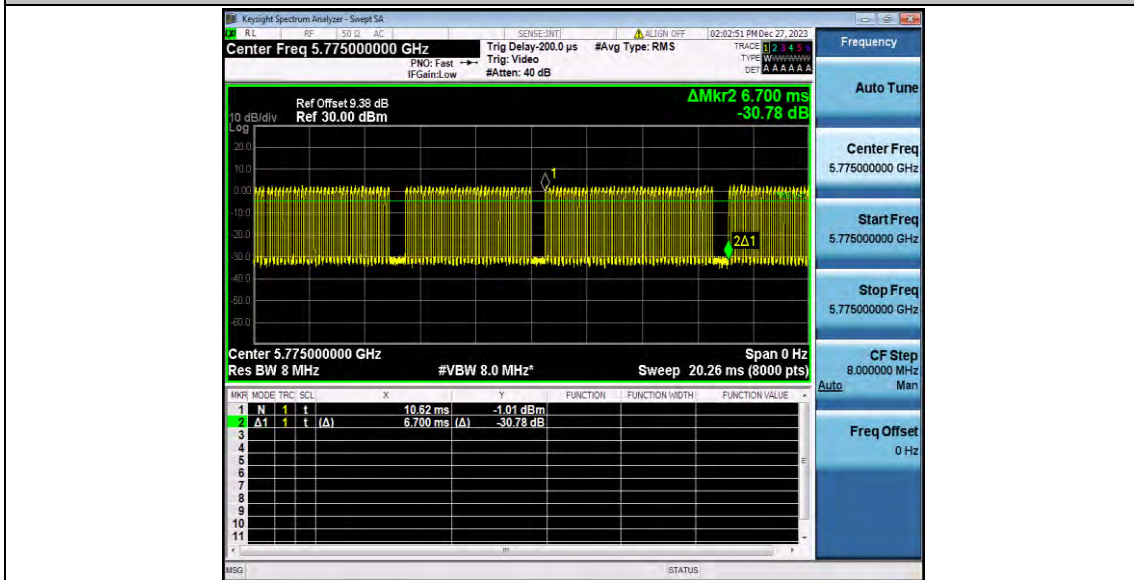 Keysight Spectrum Analyzer - Swept SA
RL RF 50 Ω AC SENSE:INT ALIGN OFF 02:02:51 PM Dec 27, 2023
Center Freq 5.775000000 GHz
PNO: Fast
IFGain:Low
Trig Delay-200.0 µs
Trig: Video
#Atten: 40 dB
#Avg Type: RMS
TRACE 1 2 3 4 5 6
TYPE WWWWWW
DET A A A A A A
Frequency
Auto Tune
Center Freq
5.775000000 GHz
Start Freq
5.775000000 GHz
Stop Freq
5.775000000 GHz
CF Step
8.000000 MHz
Auto Man
Freq Offset
0 Hz
ΔMkr2 6.700 ms
-30.78 dB
Ref Offset 9.38 dB
10 dB/div Ref 30.00 dBm
Log
20.0
10.0
0.00
-10.0
-20.0
-30.0
-40.0
-50.0
-60.0
1
2Δ1
Center 5.775000000 GHz Span 0 Hz
Res BW 8 MHz #VBW 8.0 MHz* Sweep 20.26 ms (8000 pts)
MKR MODE TRC SCL X Y FUNCTION FUNCTION WIDTH FUNCTION VALUE
1 N 1 t 10.62 ms -1.01 dBm
2 Δ1 1 t (Δ) 6.700 ms (Δ) -30.78 dB
3
4
5
6
7
8
9
10
11
MSG STATUS